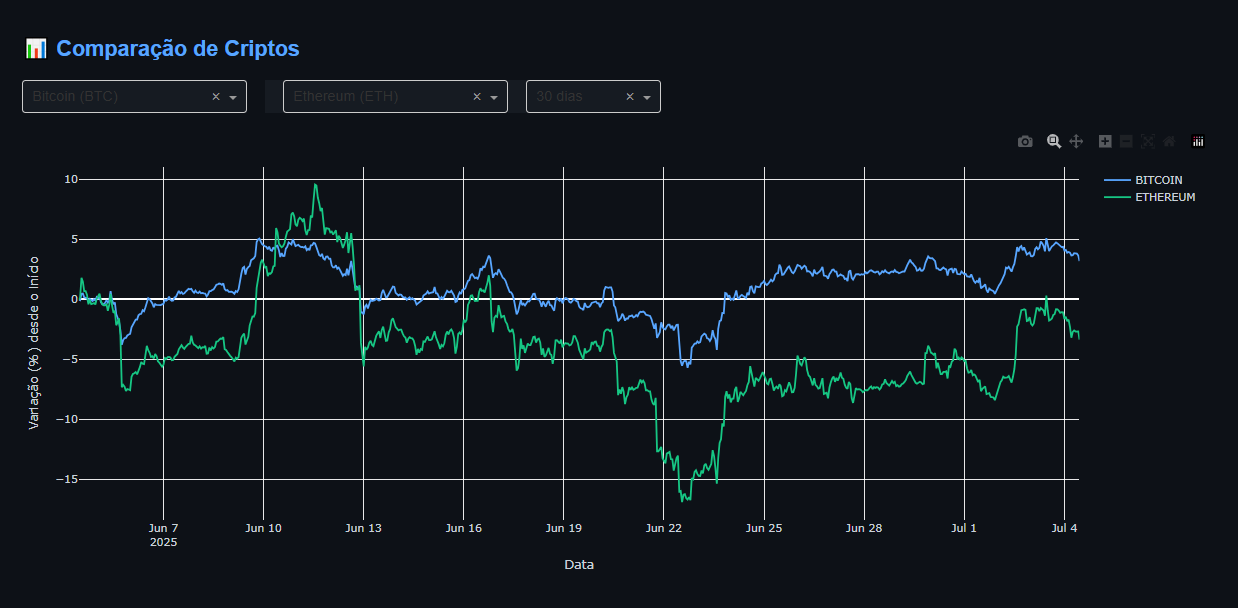 📊 Comparação de Criptos
Bitcoin (BTC) × Ethereum (ETH) × 30 dias ×
BITCOIN
ETHEREUM
10
5
0
−5
−10
−15
Variação (%) desde o Início
Jun 7 Jun 10 Jun 13 Jun 16 Jun 19 Jun 22 Jun 25 Jun 28 Jul 1 Jul 4
2025
Data